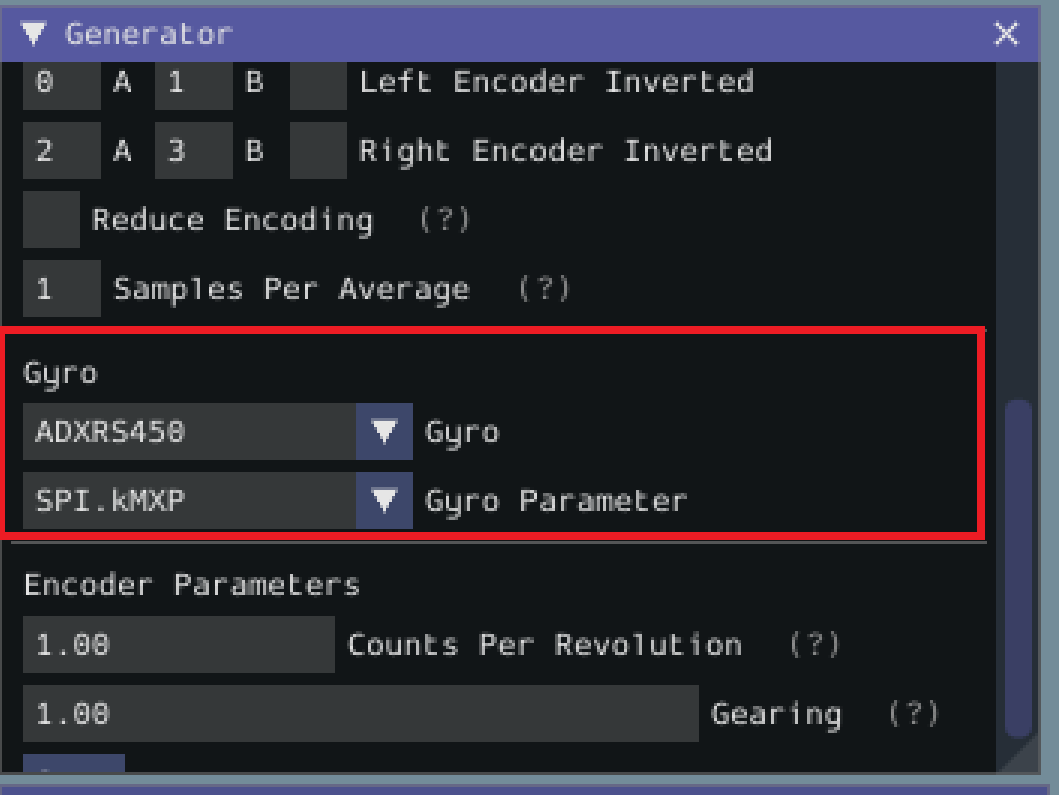 Generator
0 A 1 B Left Encoder Inverted
2 A 3 B Right Encoder Inverted
Reduce Encoding (?)
1 Samples Per Average (?)
Gyro
ADXRS450 Gyro
SPI.kMXP Gyro Parameter
Encoder Parameters
1.00 Counts Per Revolution (?)
1.00 Gearing (?)